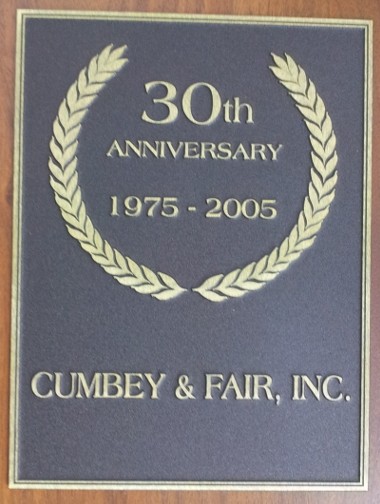 30th
ANNIVERSARY
1975 - 2005
CUMBEY & FAIR, INC.